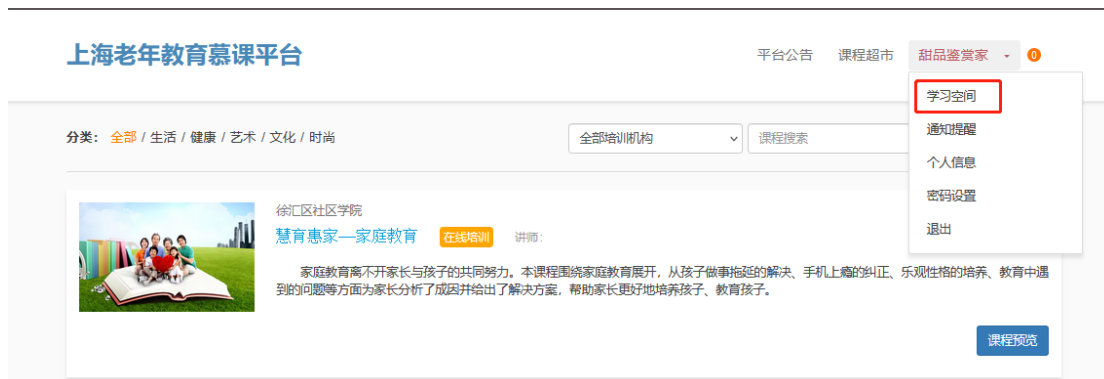 上海老年教育慕课平台
平台公告 课程超市 甜品鉴赏家 0
学习空间
通知提醒
个人信息
密码设置
退出
分类： 全部 / 生活 / 健康 / 艺术 / 文化 / 时尚
全部培训机构 课程搜索
徐汇区社区学院
慧育惠家—家庭教育 在线培训 讲师:
家庭教育离不开家长与孩子的共同努力。本课程围绕家庭教育展开，从孩子做事拖延的解决、手机上瘾的纠正、乐观性格的培养、教育中遇
到的问题等方面为家长分析了成因并给出了解决方案，帮助家长更好地培养孩子、教育孩子。
课程预览